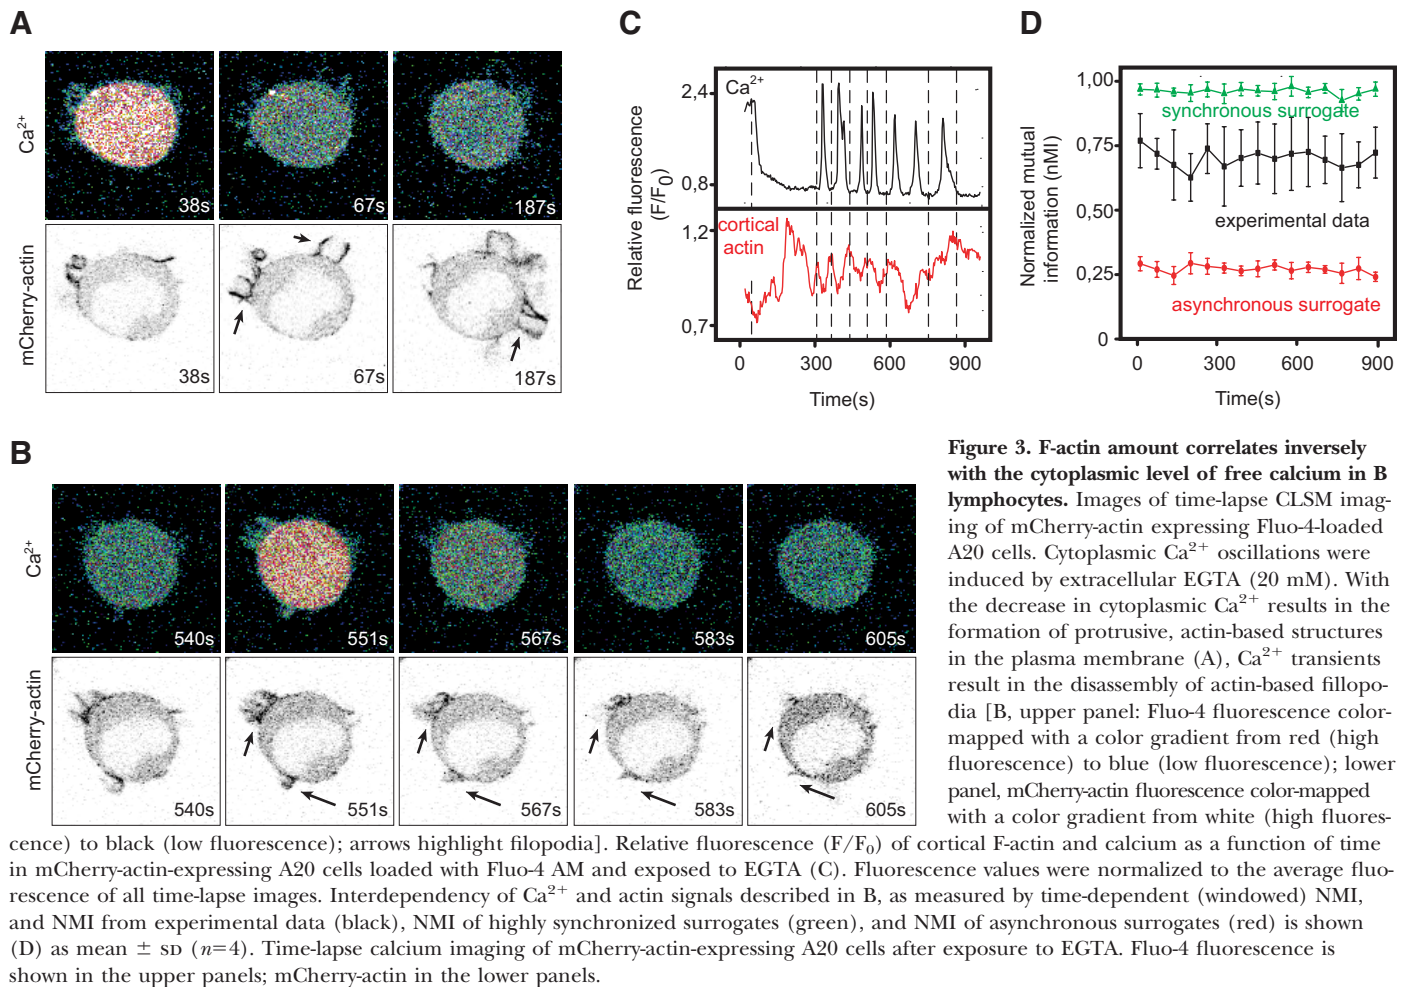 A
Ca2+
38s
67s
187s
mCherry-actin
38s
67s
187s
C
Relative fluorescence
(F/F0)
2,4
0,8
Ca2+
1,2
0,7
cortical
actin
0
300
600
900
Time(s)
D
Normalized mutual
information (nMI)
1,00
0,75
0,50
0,25
0
synchronous surrogate
experimental data
asynchronous surrogate
0
300
600
900
Time(s)
B
Ca2+
540s
551s
567s
583s
605s
mCherry-actin
540s
551s
567s
583s
605s
Figure 3. F-actin amount correlates inversely
with the cytoplasmic level of free calcium in B
lymphocytes. Images of time-lapse CLSM imag-
ing of mCherry-actin expressing Fluo-4-loaded
A20 cells. Cytoplasmic Ca2+ oscillations were
induced by extracellular EGTA (20 mM). With
the decrease in cytoplasmic Ca2+ results in the
formation of protrusive, actin-based structures
in the plasma membrane (A), Ca2+ transients
result in the disassembly of actin-based fillopo-
dia [B, upper panel: Fluo-4 fluorescence color-
mapped with a color gradient from red (high
fluorescence) to blue (low fluorescence); lower
panel, mCherry-actin fluorescence color-mapped
with a color gradient from white (high fluores-
cence) to black (low fluorescence); arrows highlight filopodia]. Relative fluorescence (F/F0) of cortical F-actin and calcium as a function of time
in mCherry-actin-expressing A20 cells loaded with Fluo-4 AM and exposed to EGTA (C). Fluorescence values were normalized to the average fluo-
rescence of all time-lapse images. Interdependency of Ca2+ and actin signals described in B, as measured by time-dependent (windowed) NMI,
and NMI from experimental data (black), NMI of highly synchronized surrogates (green), and NMI of asynchronous surrogates (red) is shown
(D) as mean ± SD (n=4). Time-lapse calcium imaging of mCherry-actin-expressing A20 cells after exposure to EGTA. Fluo-4 fluorescence is
shown in the upper panels; mCherry-actin in the lower panels.